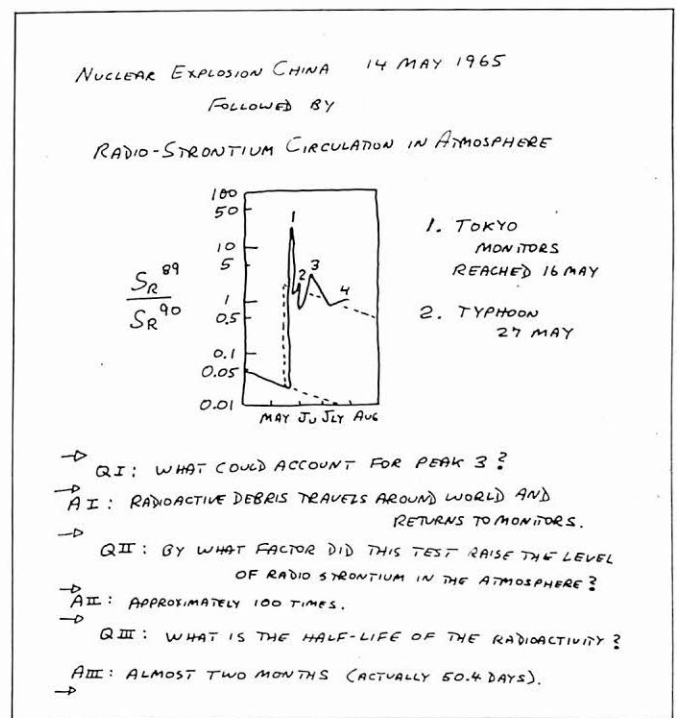 NUCLEAR EXPLOSION CHINA 14 MAY 1965
FOLLOWED BY
RADIO-STRONTIUM CIRCULATION IN ATMOSPHERE
100
50
10
5
1
0.5
0.1
0.05
0.01
SR89
SR90
1
2
3
4
MAY JU JLY AUG
1. TOKYO
MONITORS
REACHED 16 MAY
2. TYPHOON
27 MAY
→ QI: WHAT COULD ACCOUNT FOR PEAK 3?
→ AI: RADIOACTIVE DEBRIS TRAVELS AROUND WORLD AND
RETURNS TO MONITORS.
→ QII: BY WHAT FACTOR DID THIS TEST RAISE THE LEVEL
OF RADIO STRONTIUM IN THE ATMOSPHERE?
→ AII: APPROXIMATELY 100 TIMES.
→ QIII: WHAT IS THE HALF-LIFE OF THE RADIOACTIVITY?
AIII: ALMOST TWO MONTHS (ACTUALLY 50.4 DAYS).
→